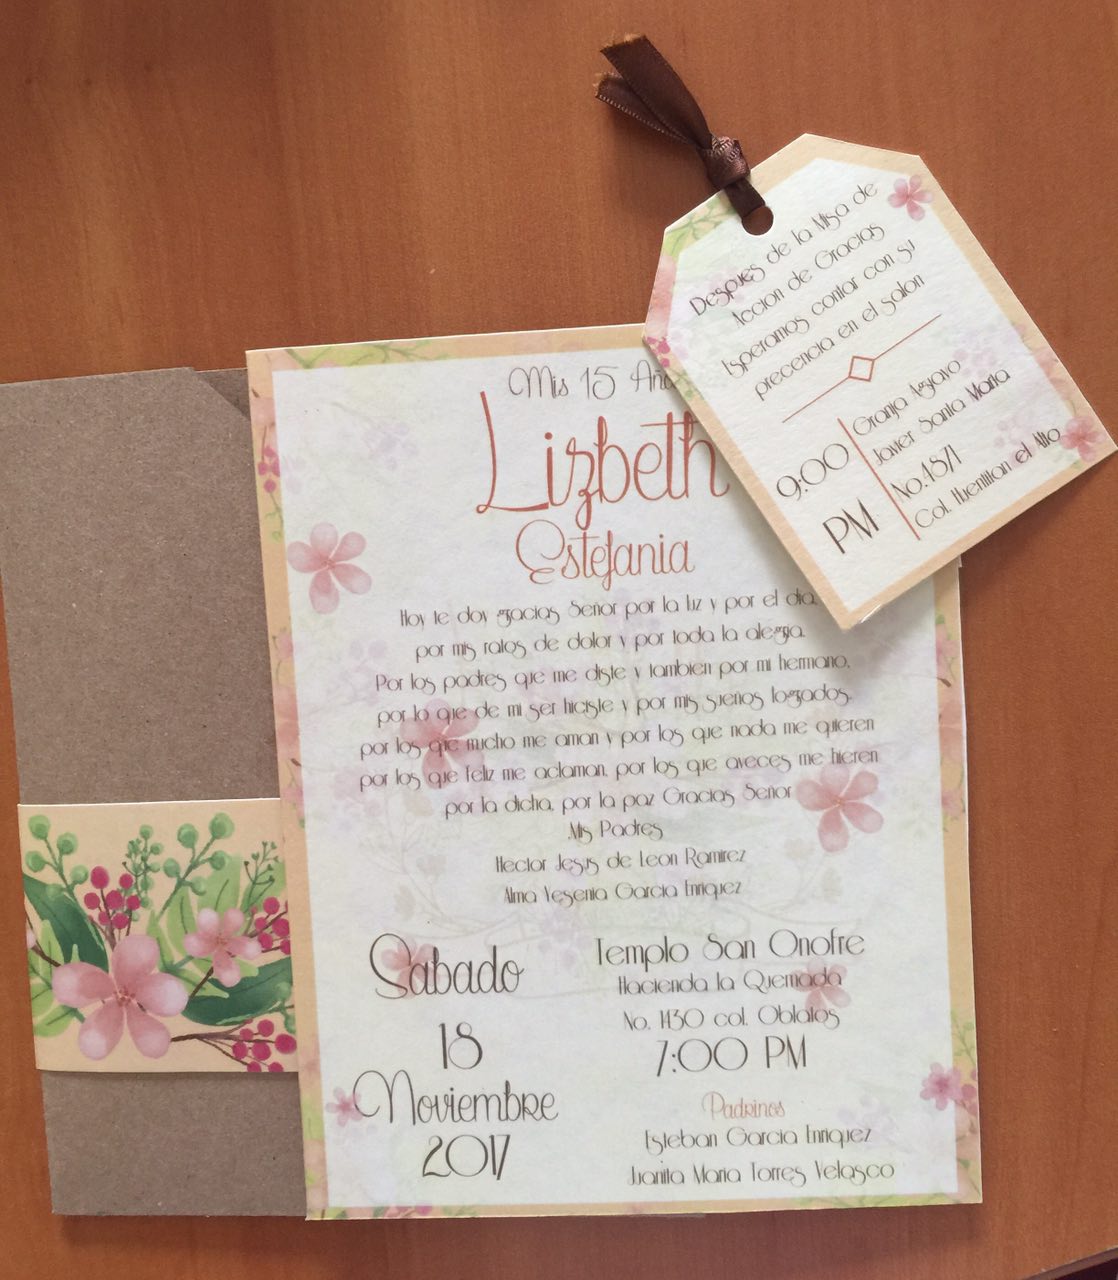 Mis 15 Año
Lizbeth
Estefania
Hoy te doy gracias Señor por la luz y por el dia,
por mis ratos de dolor y por toda la alegria.
Por los padres que me diste y tambien por mi hermano,
por lo que de mi ser hiciste y por mis sueños logrados.
por los que mucho me aman y por los que nada me quieren
por los que feliz me aclaman, por los que aveces me hieren
por la dicha, por la paz Gracias Señor
Mis Padres
Hector Jesus de Leon Ramirez
Alma Yesenia Garcia Enriquez
Sabado
18
Noviembre
2017
Templo San Onofre
Hacienda la Quemada
No. 1430 col. Oblatos
7:00 PM
Padrinos
Esteban Garcia Enriquez
Juanita Maria Torres Velasco
Despues de la Misa de
Accion de Gracias
Esperamos contar con su
precencia en el salon
9:00
PM
Granja Agavo
Javier Santa Maria
No.4871
Col. Huentitan el Alto